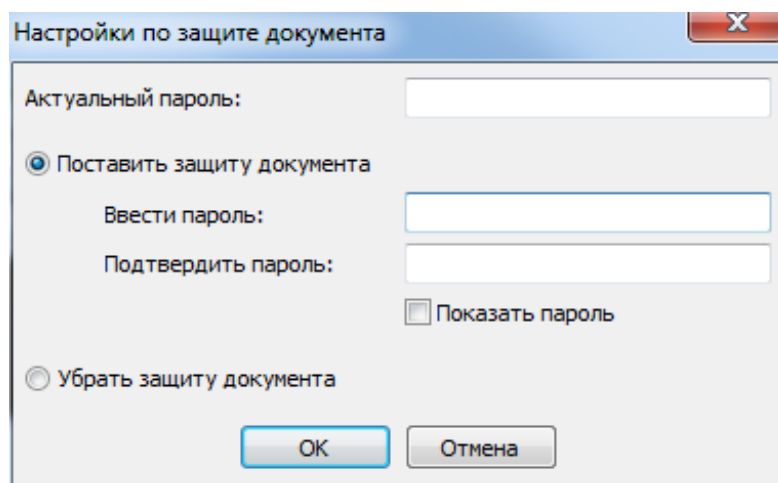 Настройки по защите документа
Актуальный пароль:
Поставить защиту документа
Ввести пароль:
Подтвердить пароль:
Показать пароль
Убрать защиту документа
OK Отмена